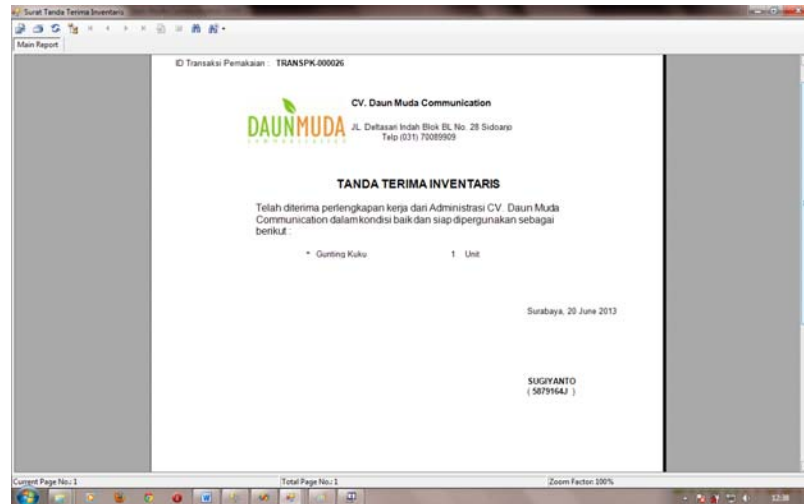 Surat Tanda Terima Inventaris
Main Report
ID Transaksi Pemakaian : TRANSPK-000026
CV. Daun Muda Communication
DAUNMUDA
COMMUNICATION
JL. Deltasari Indah Blok BL No. 28 Sidoarjo
Telp (031) 70089909
TANDA TERIMA INVENTARIS
Telah diterima perlengkapan kerja dari Administrasi CV. Daun Muda
Communication dalam kondisi baik dan siap dipergunakan sebagai
berikut :
* Gunting Kuku 1 Unit
Surabaya, 20 June 2013
SUGIYANTO
( 5879164J )
Current Page No.: 1 Total Page No.: 1 Zoom Factor: 100%
12:38